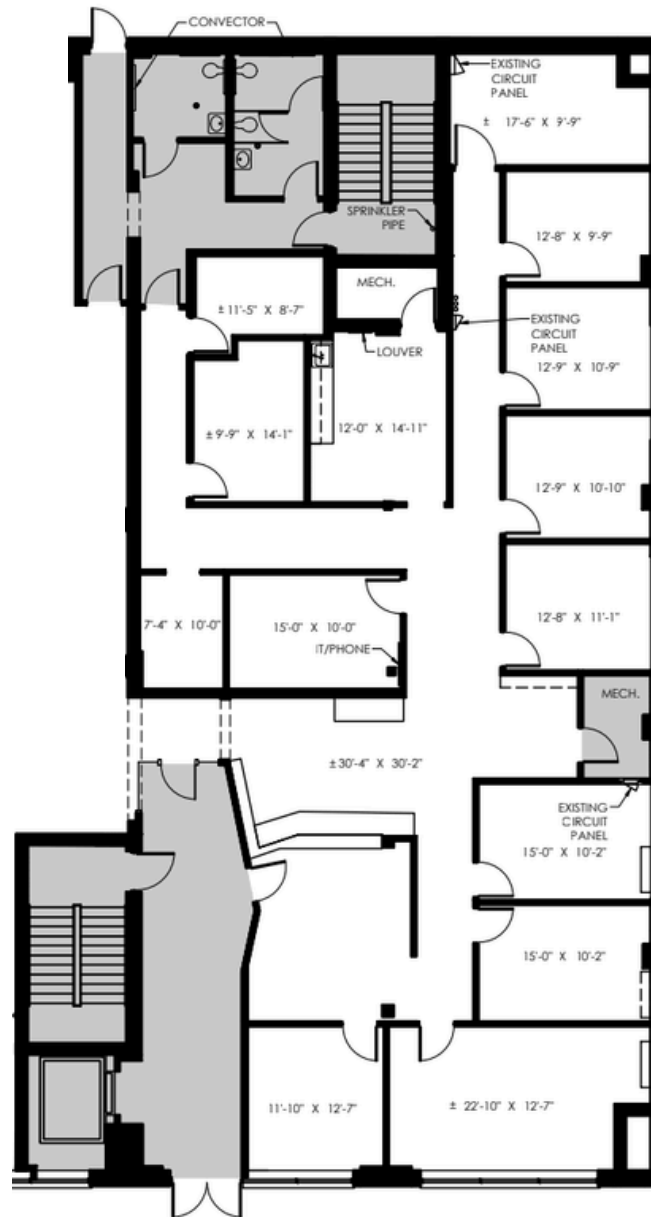 CONVECTOR
EXISTING
CIRCUIT
PANEL
± 17'-6" X 9'-9"
SPRINKLER
PIPE
12'-8" X 9'-9"
MECH.
±11'-5" X 8'-7"
EXISTING
CIRCUIT
PANEL
LOUVER
12'-9" X 10'-9"
±9'-9" X 14'-1"
12'-0" X 14'-11"
12'-9" X 10'-10"
7'-4" X 10'-0"
15'-0" X 10'-0"
12'-8" X 11'-1"
IT/PHONE
MECH.
±30'-4" X 30'-2"
EXISTING
CIRCUIT
PANEL
15'-0" X 10'-2"
15'-0" X 10'-2"
11'-10" X 12'-7"
± 22'-10" X 12'-7"